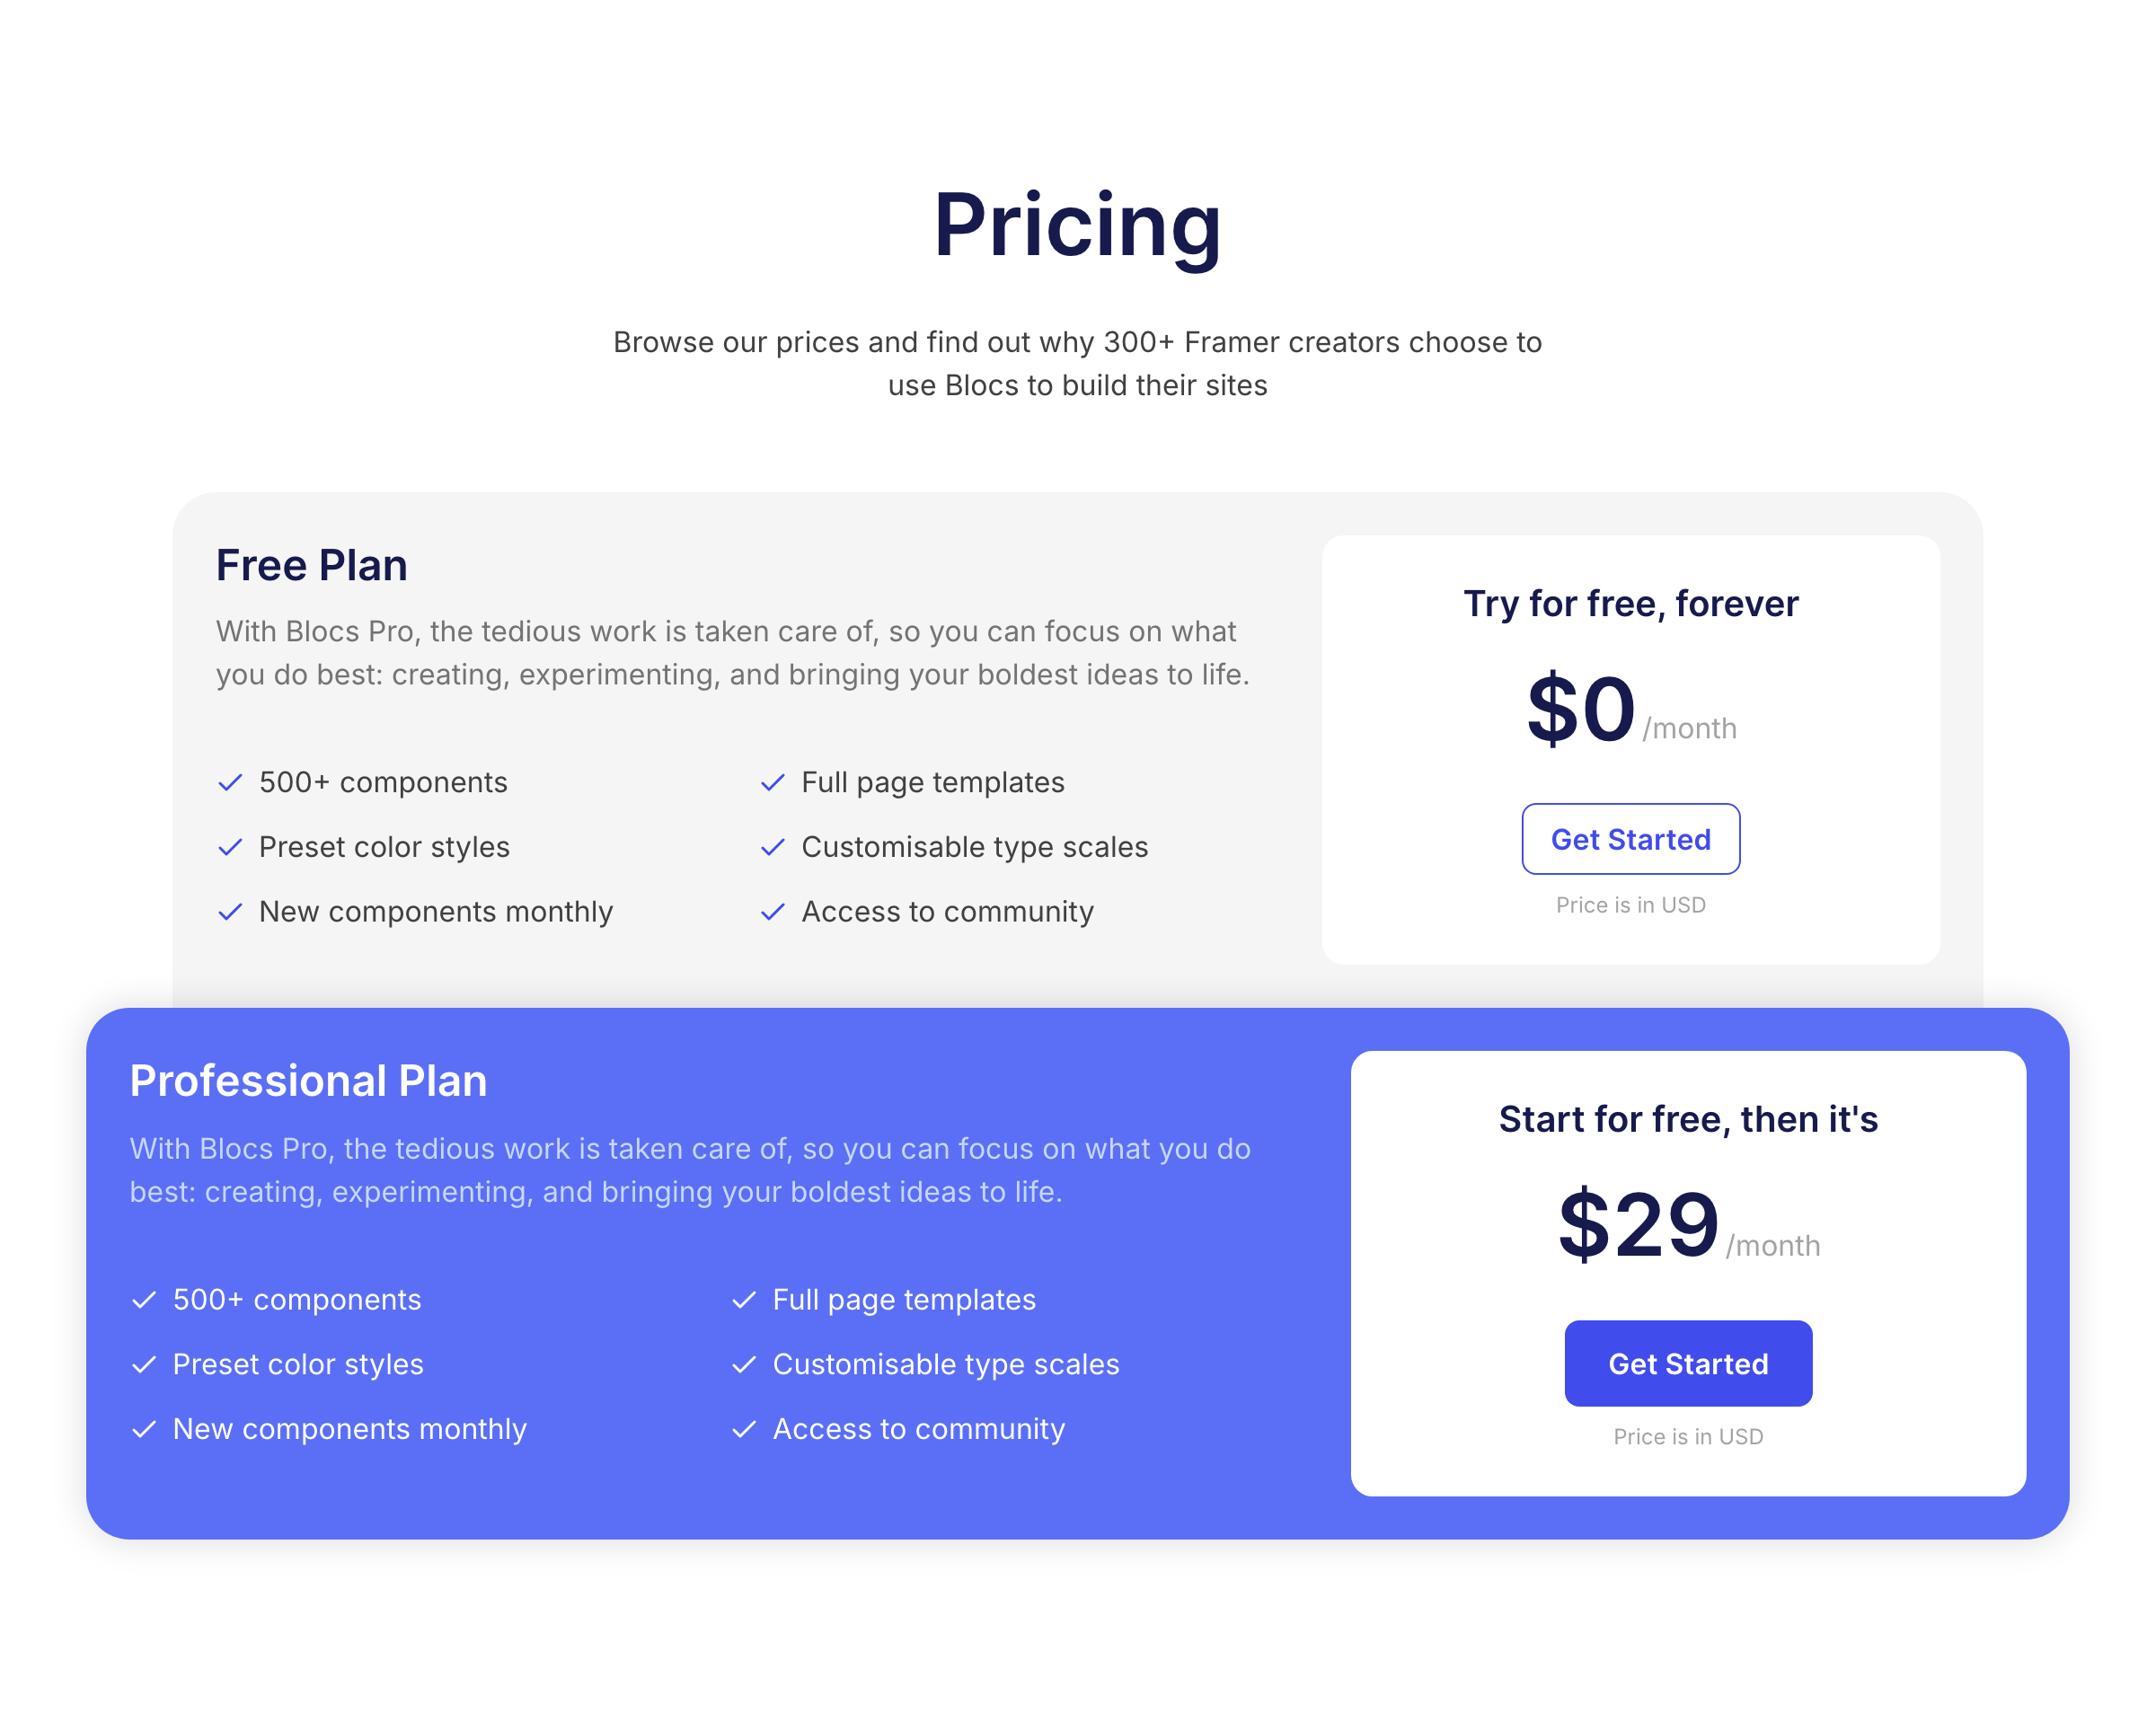 Pricing
Browse our prices and find out why 300+ Framer creators choose to
use Blocs to build their sites
Free Plan
With Blocs Pro, the tedious work is taken care of, so you can focus on what
you do best: creating, experimenting, and bringing your boldest ideas to life.
500+ components
Full page templates
Preset color styles
Customisable type scales
New components monthly
Access to community
Try for free, forever
$0 /month
Get Started
Price is in USD
Professional Plan
With Blocs Pro, the tedious work is taken care of, so you can focus on what you do
best: creating, experimenting, and bringing your boldest ideas to life.
500+ components
Full page templates
Preset color styles
Customisable type scales
New components monthly
Access to community
Start for free, then it's
$29 /month
Get Started
Price is in USD